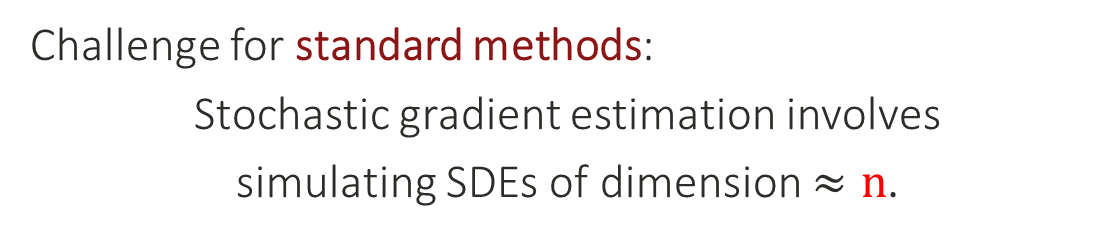 Challenge for standard methods:
Stochastic gradient estimation involves
simulating SDEs of dimension ≈ n.